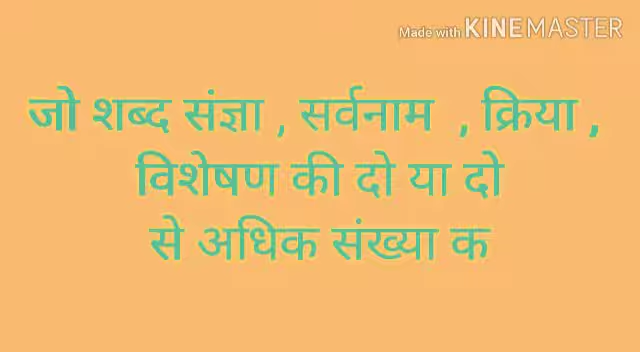 Made with KINEMASTER
जो शब्द संज्ञा , सर्वनाम , क्रिया ,
विशेषण की दो या दो
से अधिक संख्या क